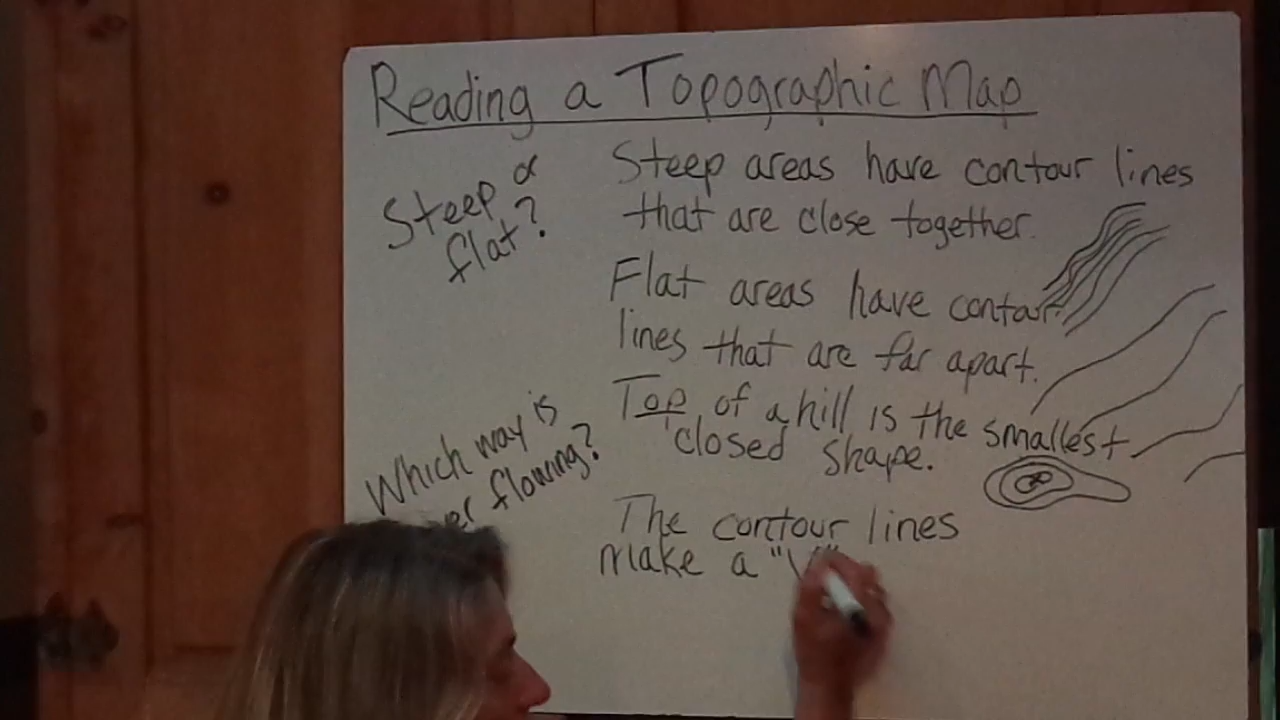 Reading a Topographic Map
Steep or
flat?
Steep areas have contour lines
that are close together.
Flat areas have contour
lines that are far apart.
Top of a hill is the smallest
closed shape.
Which way is
flowing?
The contour lines
make a "V"